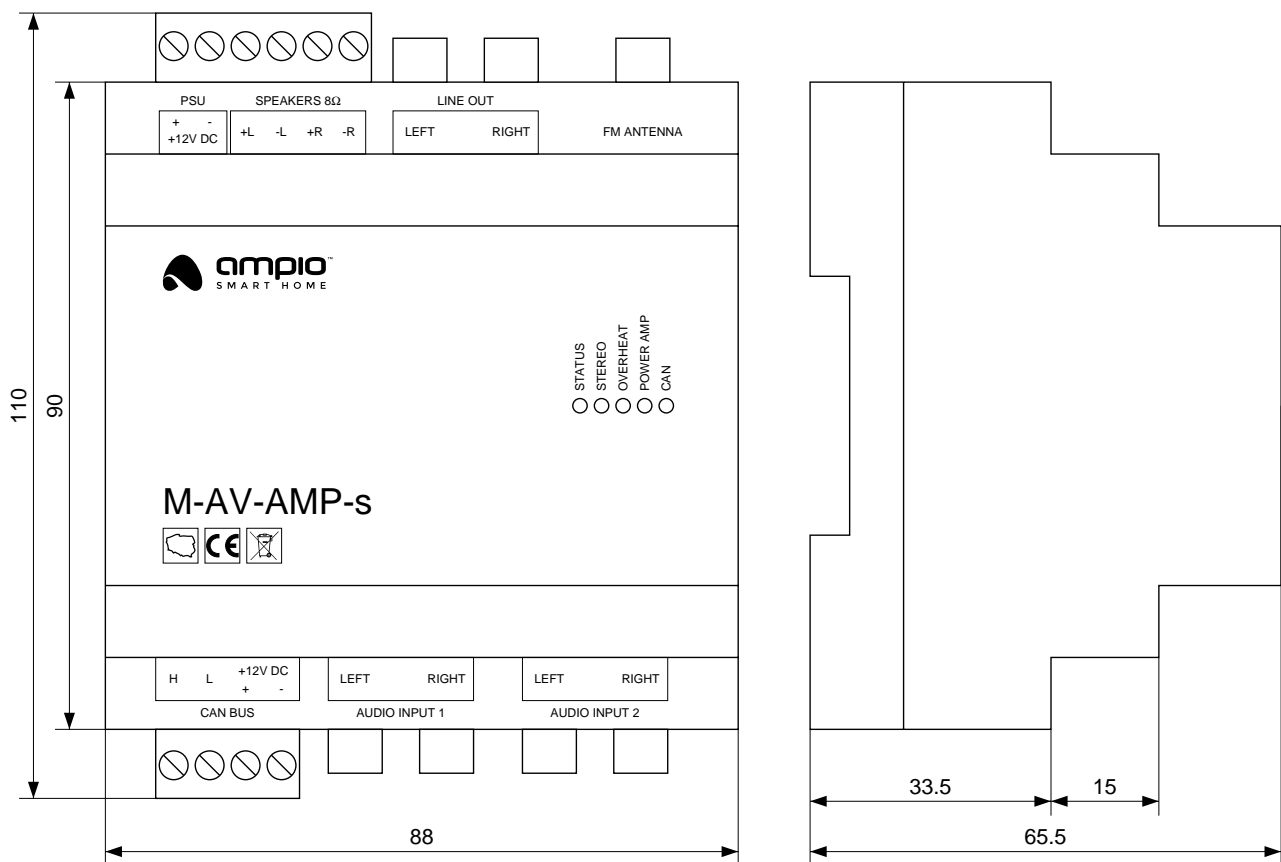 PSU SPEAKERS 8Ω LINE OUT
+ -
+12V DC
+L -L +R -R
LEFT RIGHT
FM ANTENNA
ampio™
SMART HOME
STATUS
STEREO
OVERHEAT
POWER AMP
CAN
110
90
M-AV-AMP-s
CE
H L
+12V DC
+ -
LEFT RIGHT
LEFT RIGHT
CAN BUS AUDIO INPUT 1 AUDIO INPUT 2
33.5 15
88 65.5